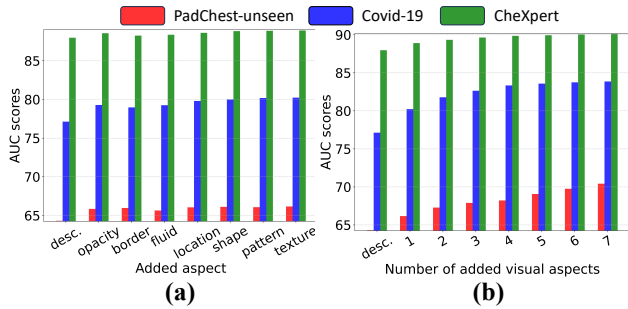 PadChest-unseen Covid-19 CheXpert
AUC scores
85
80
75
70
65
desc. opacity border fluid location shape pattern texture
Added aspect
(a)
AUC scores
90
85
80
75
70
65
desc. 1 2 3 4 5 6 7
Number of added visual aspects
(b)